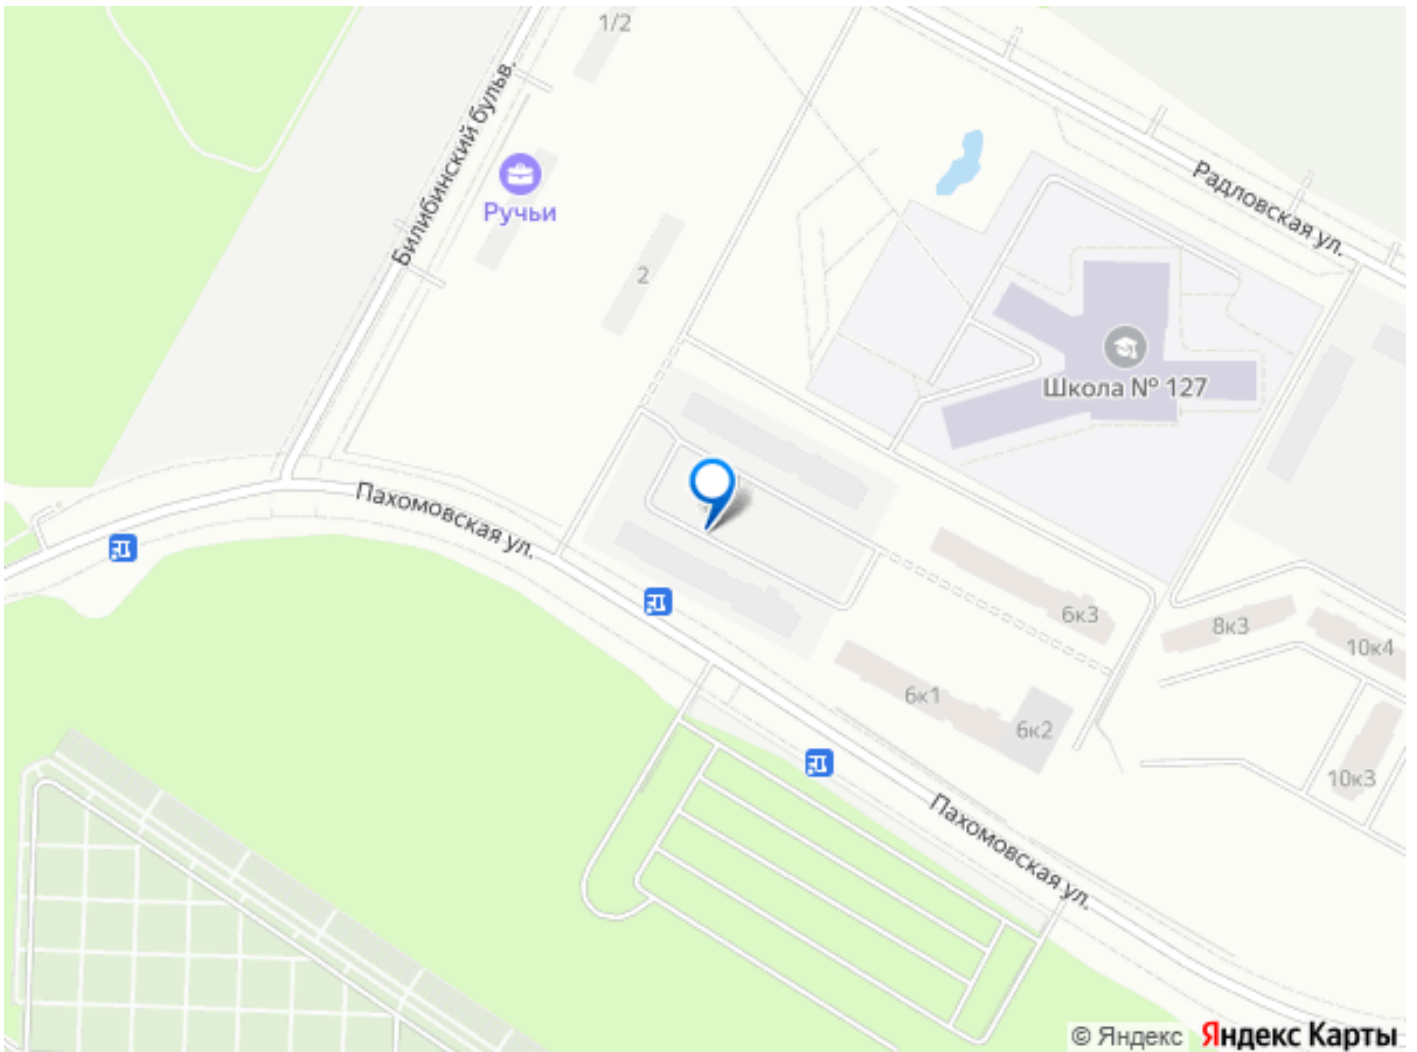 1/2
Билибинский бульв.
Ручьи
2
Радловская ул.
Школа № 127
Пахомовская ул.
6к3
8к3
10к4
6к1
6к2
10к3
Пахомовская ул.
© Яндекс Яндекс Карты